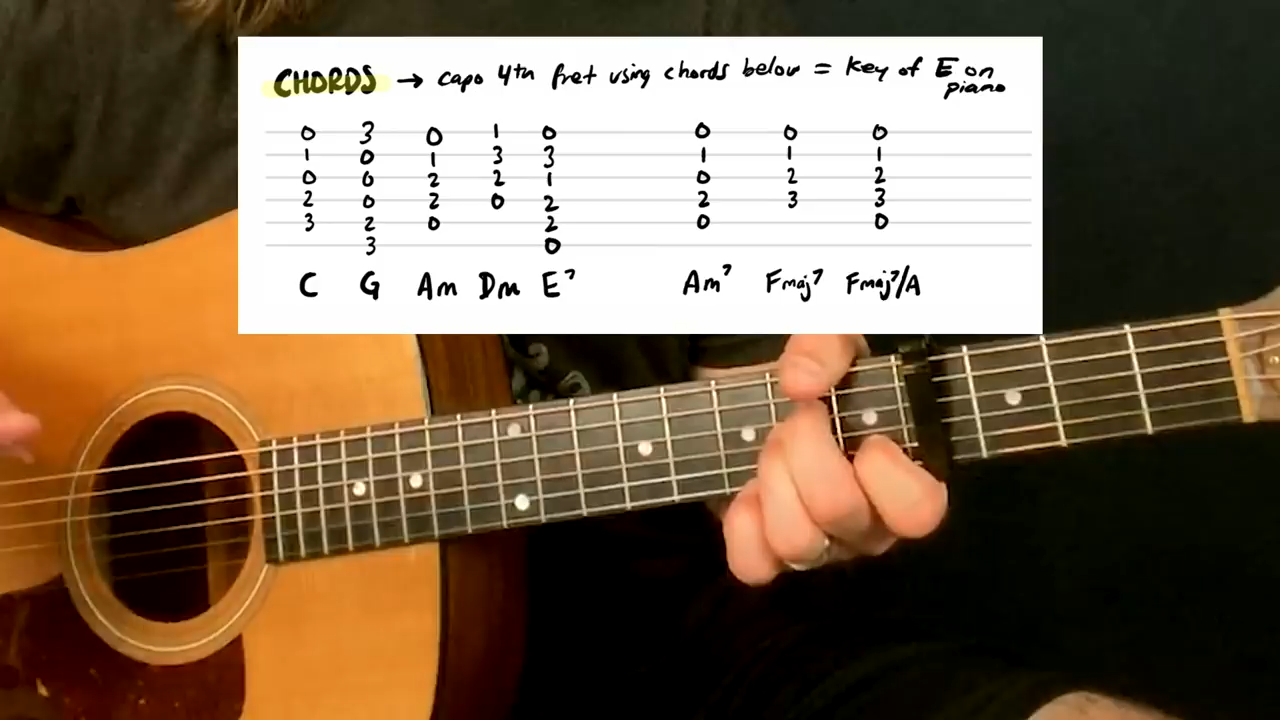 CHORDS → capo 4th fret using chords below = key of E on
piano
0 3 0 1 0 0 0 0
1 0 1 3 3 1 1 1
0 0 2 2 1 0 2 2
2 0 2 0 2 2 3 3
3 2 0 2 0 0
3 0
C G Am Dm E7 Am7 Fmaj7 Fmaj7/A